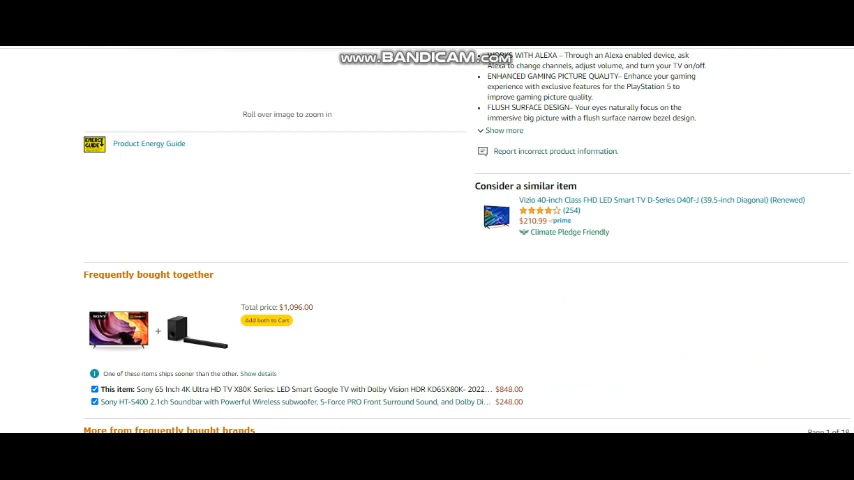 www.BANDICAM.com
WORKS WITH ALEXA– Through an Alexa enabled device, ask
Alexa to change channels, adjust volume, and turn your TV on/off.
• ENHANCED GAMING PICTURE QUALITY– Enhance your gaming
experience with exclusive features for the PlayStation 5 to
improve gaming picture quality.
• FLUSH SURFACE DESIGN– Your eyes naturally focus on the
immersive big picture with a flush surface narrow bezel design.
Show more
Roll over image to zoom in
ENERGY GUIDE
Product Energy Guide
Report incorrect product information.
Consider a similar item
Vizio 40-inch Class FHD LED Smart TV D-Series D40f-J (39.5-inch Diagonal) (Renewed)
(254)
$210.99 prime
Climate Pledge Friendly
Frequently bought together
SONY
+
Total price: $1,096.00
Add both to Cart
One of these items ships sooner than the other. Show details
This item: Sony 65 Inch 4K Ultra HD TV X80K Series: LED Smart Google TV with Dolby Vision HDR KD65X80K- 2022... $848.00
Sony HT-S400 2.1ch Soundbar with Powerful Wireless subwoofer, S-Force PRO Front Surround Sound, and Dolby Di... $248.00
More from frequently bought brands
Page 1 of 18